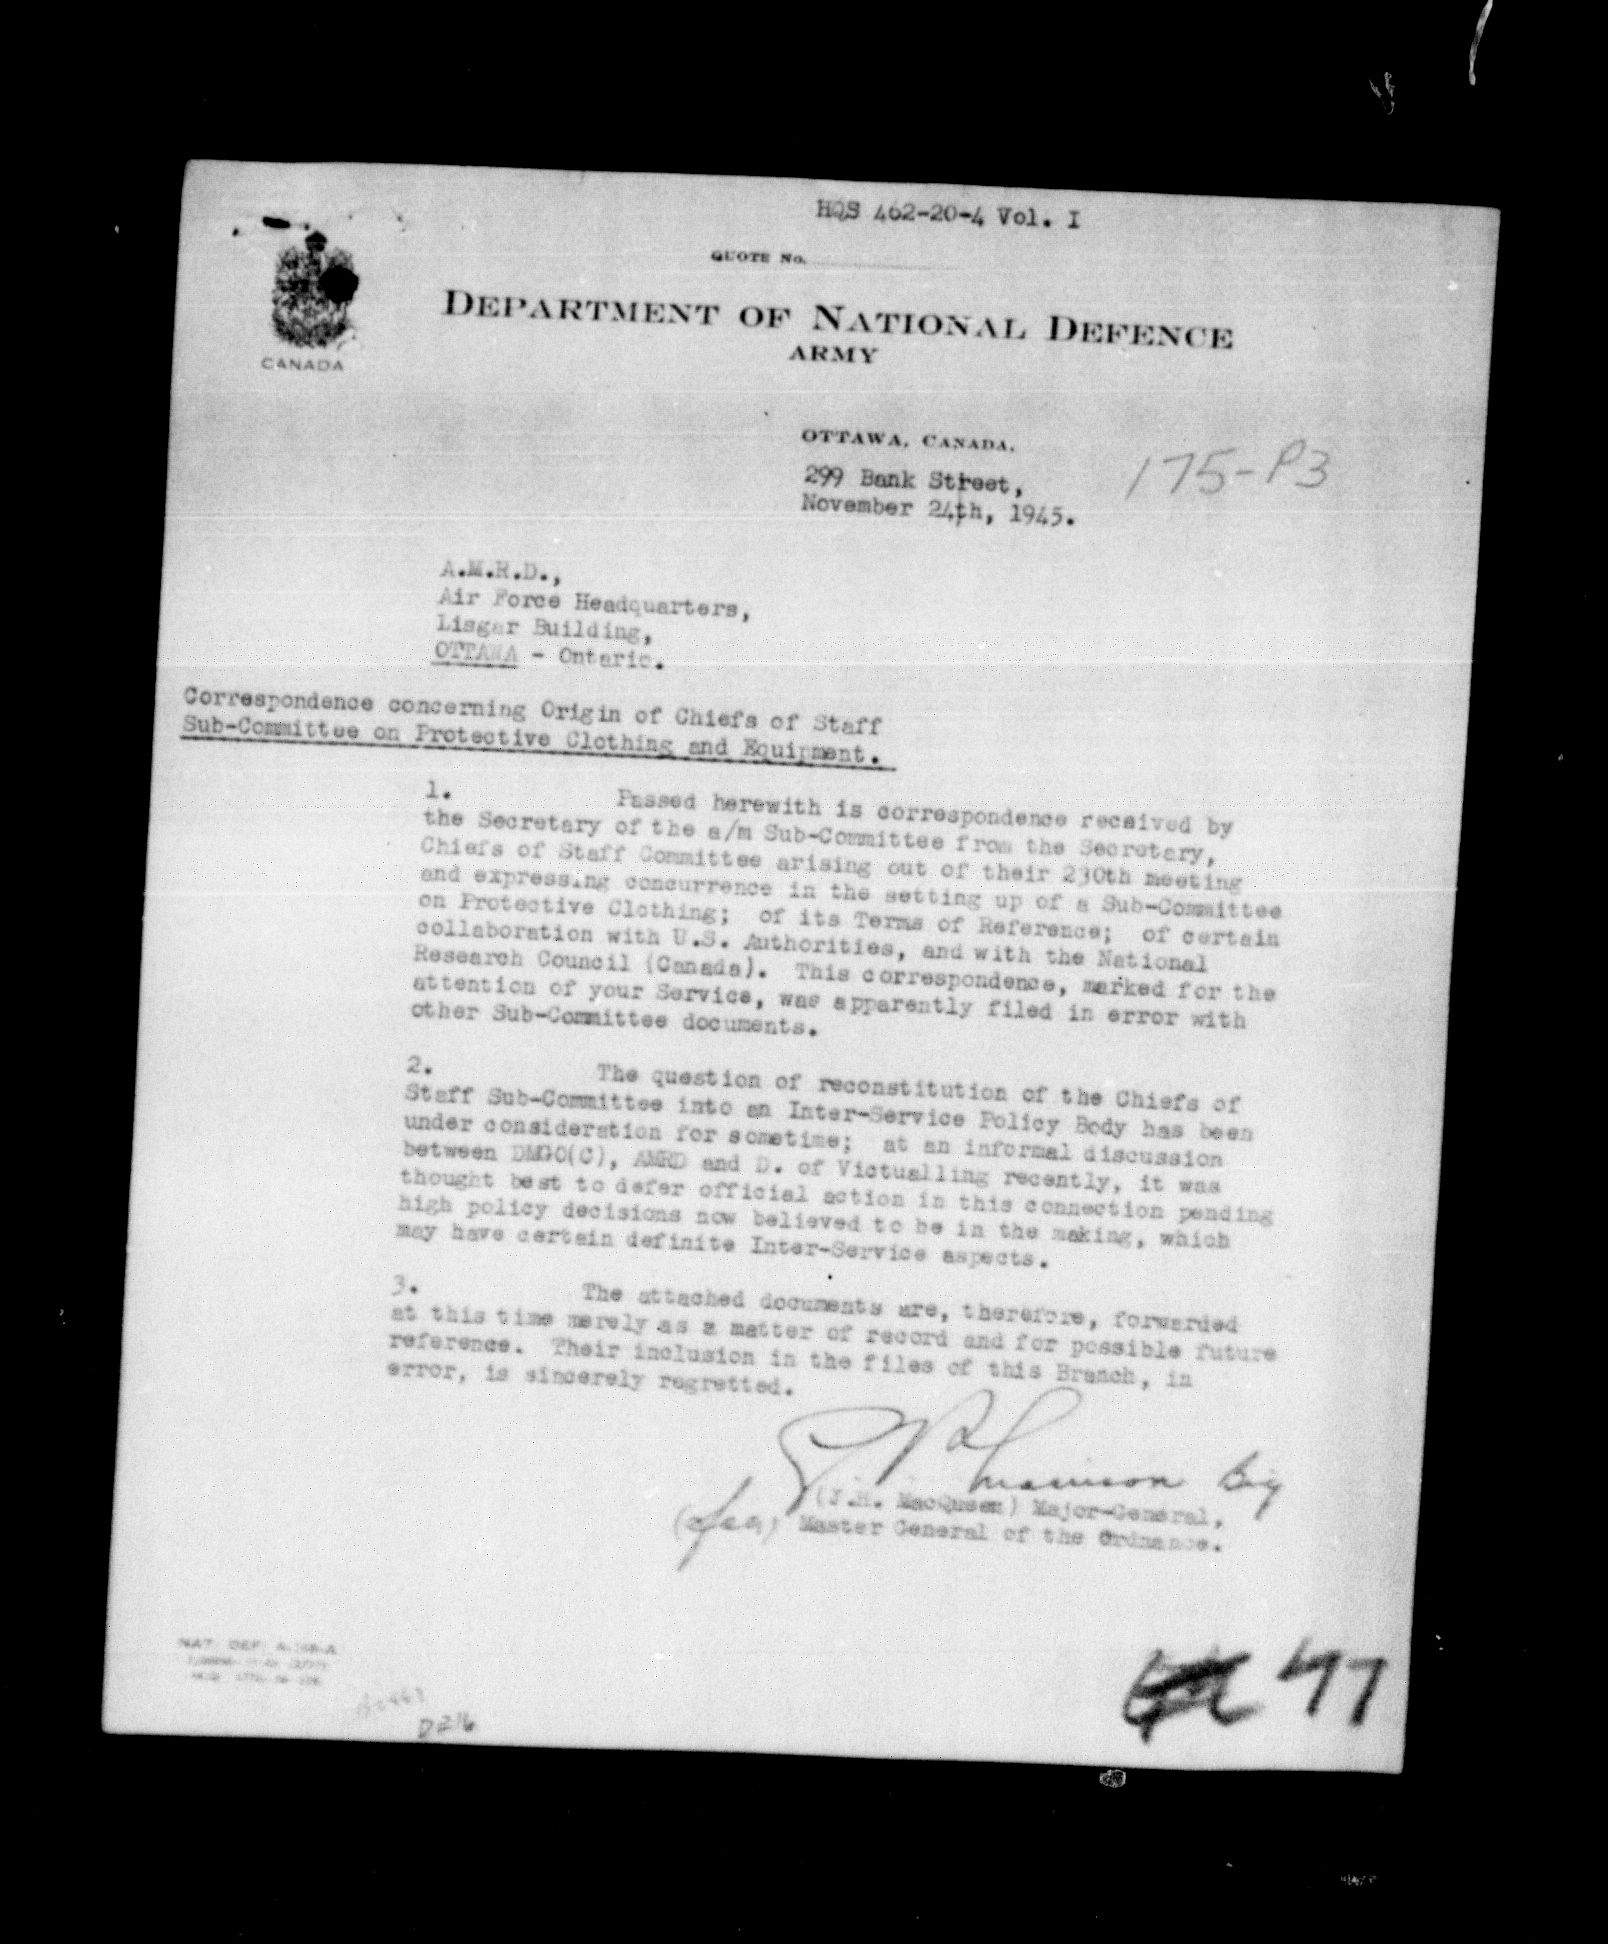 HQS 462-20-4 Vol. I
QUOTE No.
DEPARTMENT OF NATIONAL DEFENCE
ARMY
CANADA
OTTAWA, CANADA.
299 Bank Street,
November 24th, 1945.
175-P3
A.M.R.D.,
Air Force Headquarters,
Lisgar Building,
OTTAWA - Ontario.
Correspondence concerning Origin of Chiefs of Staff
Sub-Committee on Protective Clothing and Equipment.
1. Passed herewith is correspondence received by
the Secretary of the a/m Sub-Committee from the Secretary,
Chiefs of Staff Committee arising out of their 230th meeting
and expressing concurrence in the setting up of a Sub-Committee
on Protective Clothing; of its Terms of Reference; of certain
collaboration with U.S. Authorities, and with the National
Research Council (Canada). This correspondence, marked for the
attention of your Service, was apparently filed in error with
other Sub-Committee documents.
2. The question of reconstitution of the Chiefs of
Staff Sub-Committee into an Inter-Service Policy Body has been
under consideration for sometime; at an informal discussion
between DMGO(C), AMRD and D. of Victualling recently, it was
thought best to defer official action in this connection pending
high policy decisions now believed to be in the making, which
may have certain definite Inter-Service aspects.
3. The attached documents are, therefore, forwarded
at this time merely as a matter of record and for possible future
reference. Their inclusion in the files of this Branch, in
error, is sincerely regretted.
Brig
(J.H. MacQueen) Major-General,
(for) Master General of the Ordnance.
NAT. DEF.
D276
47